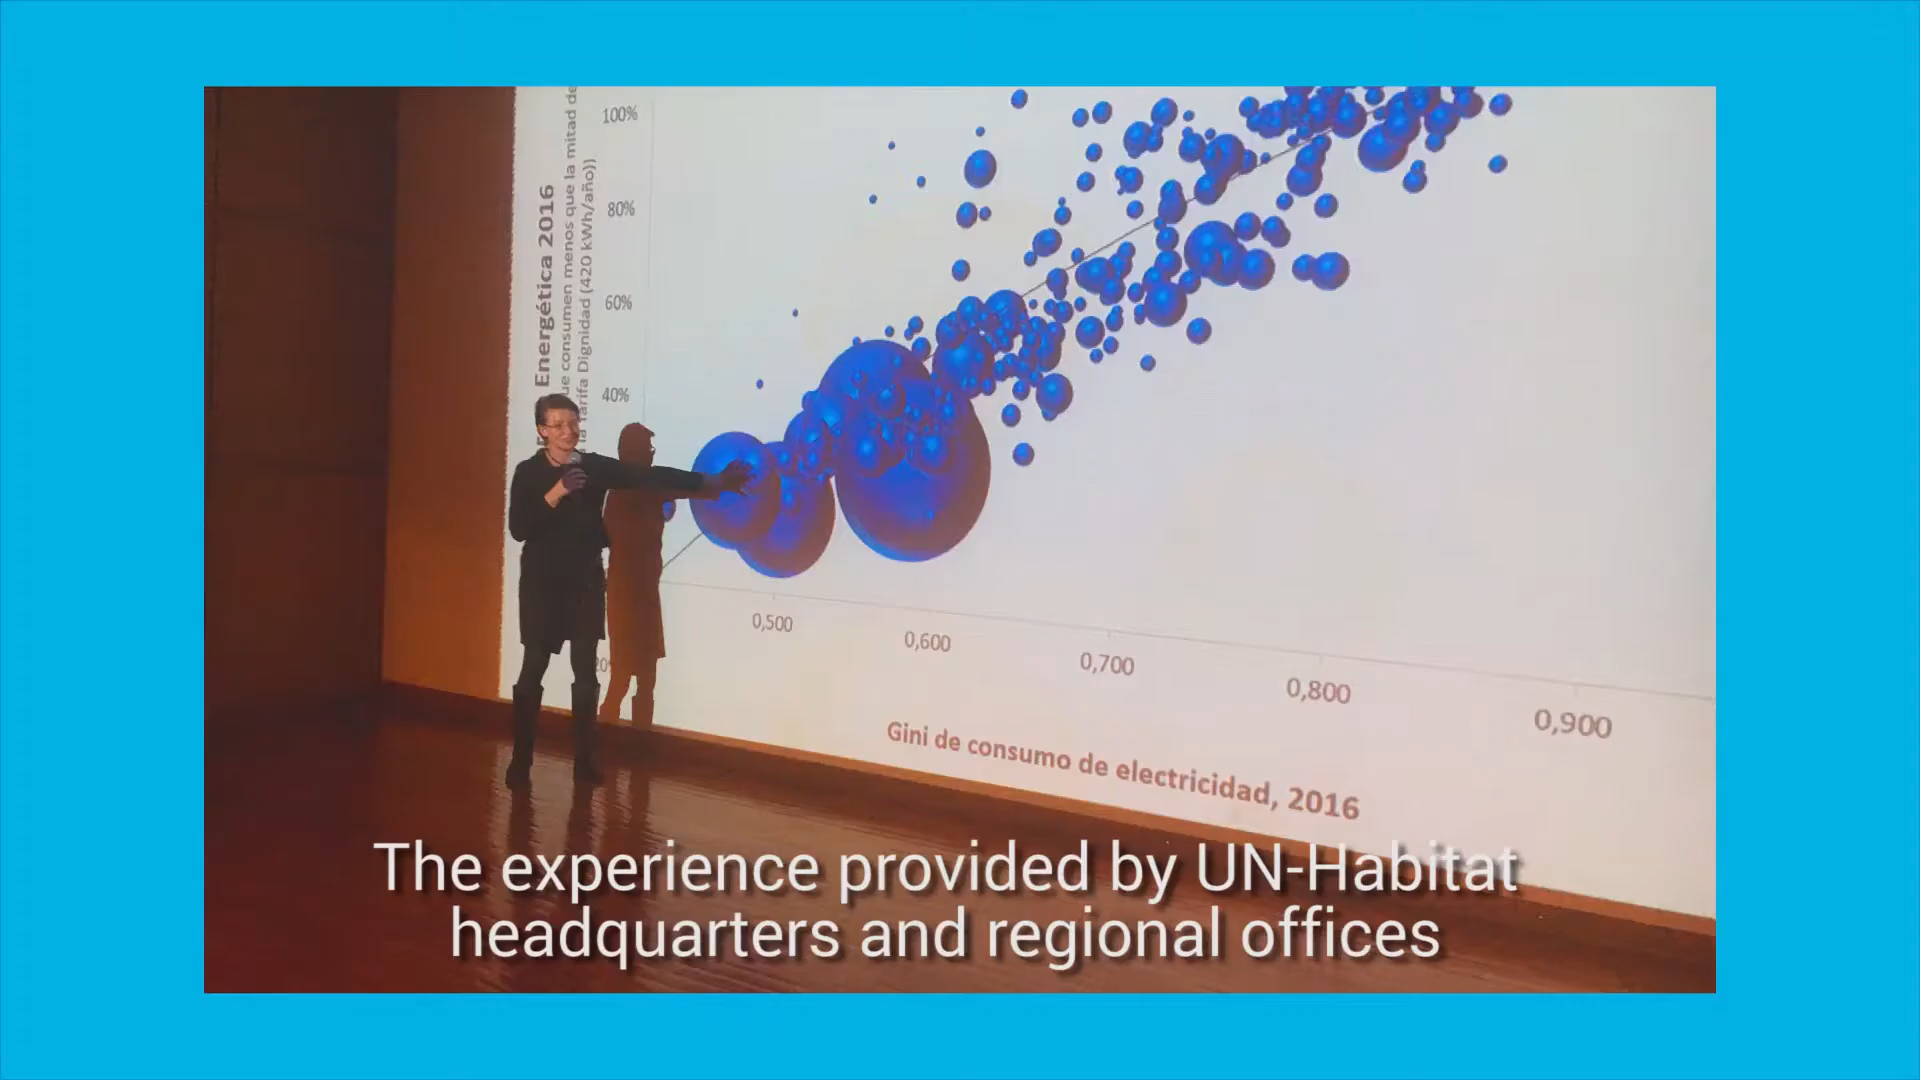 Energética 2016
ue consumen menos que la mitad de
la Tarifa Dignidad (420 kWh/año))
100%
80%
60%
40%
0,500
0,600
0,700
0,800
0,900
Gini de consumo de electricidad, 2016
The experience provided by UN-Habitat
headquarters and regional offices